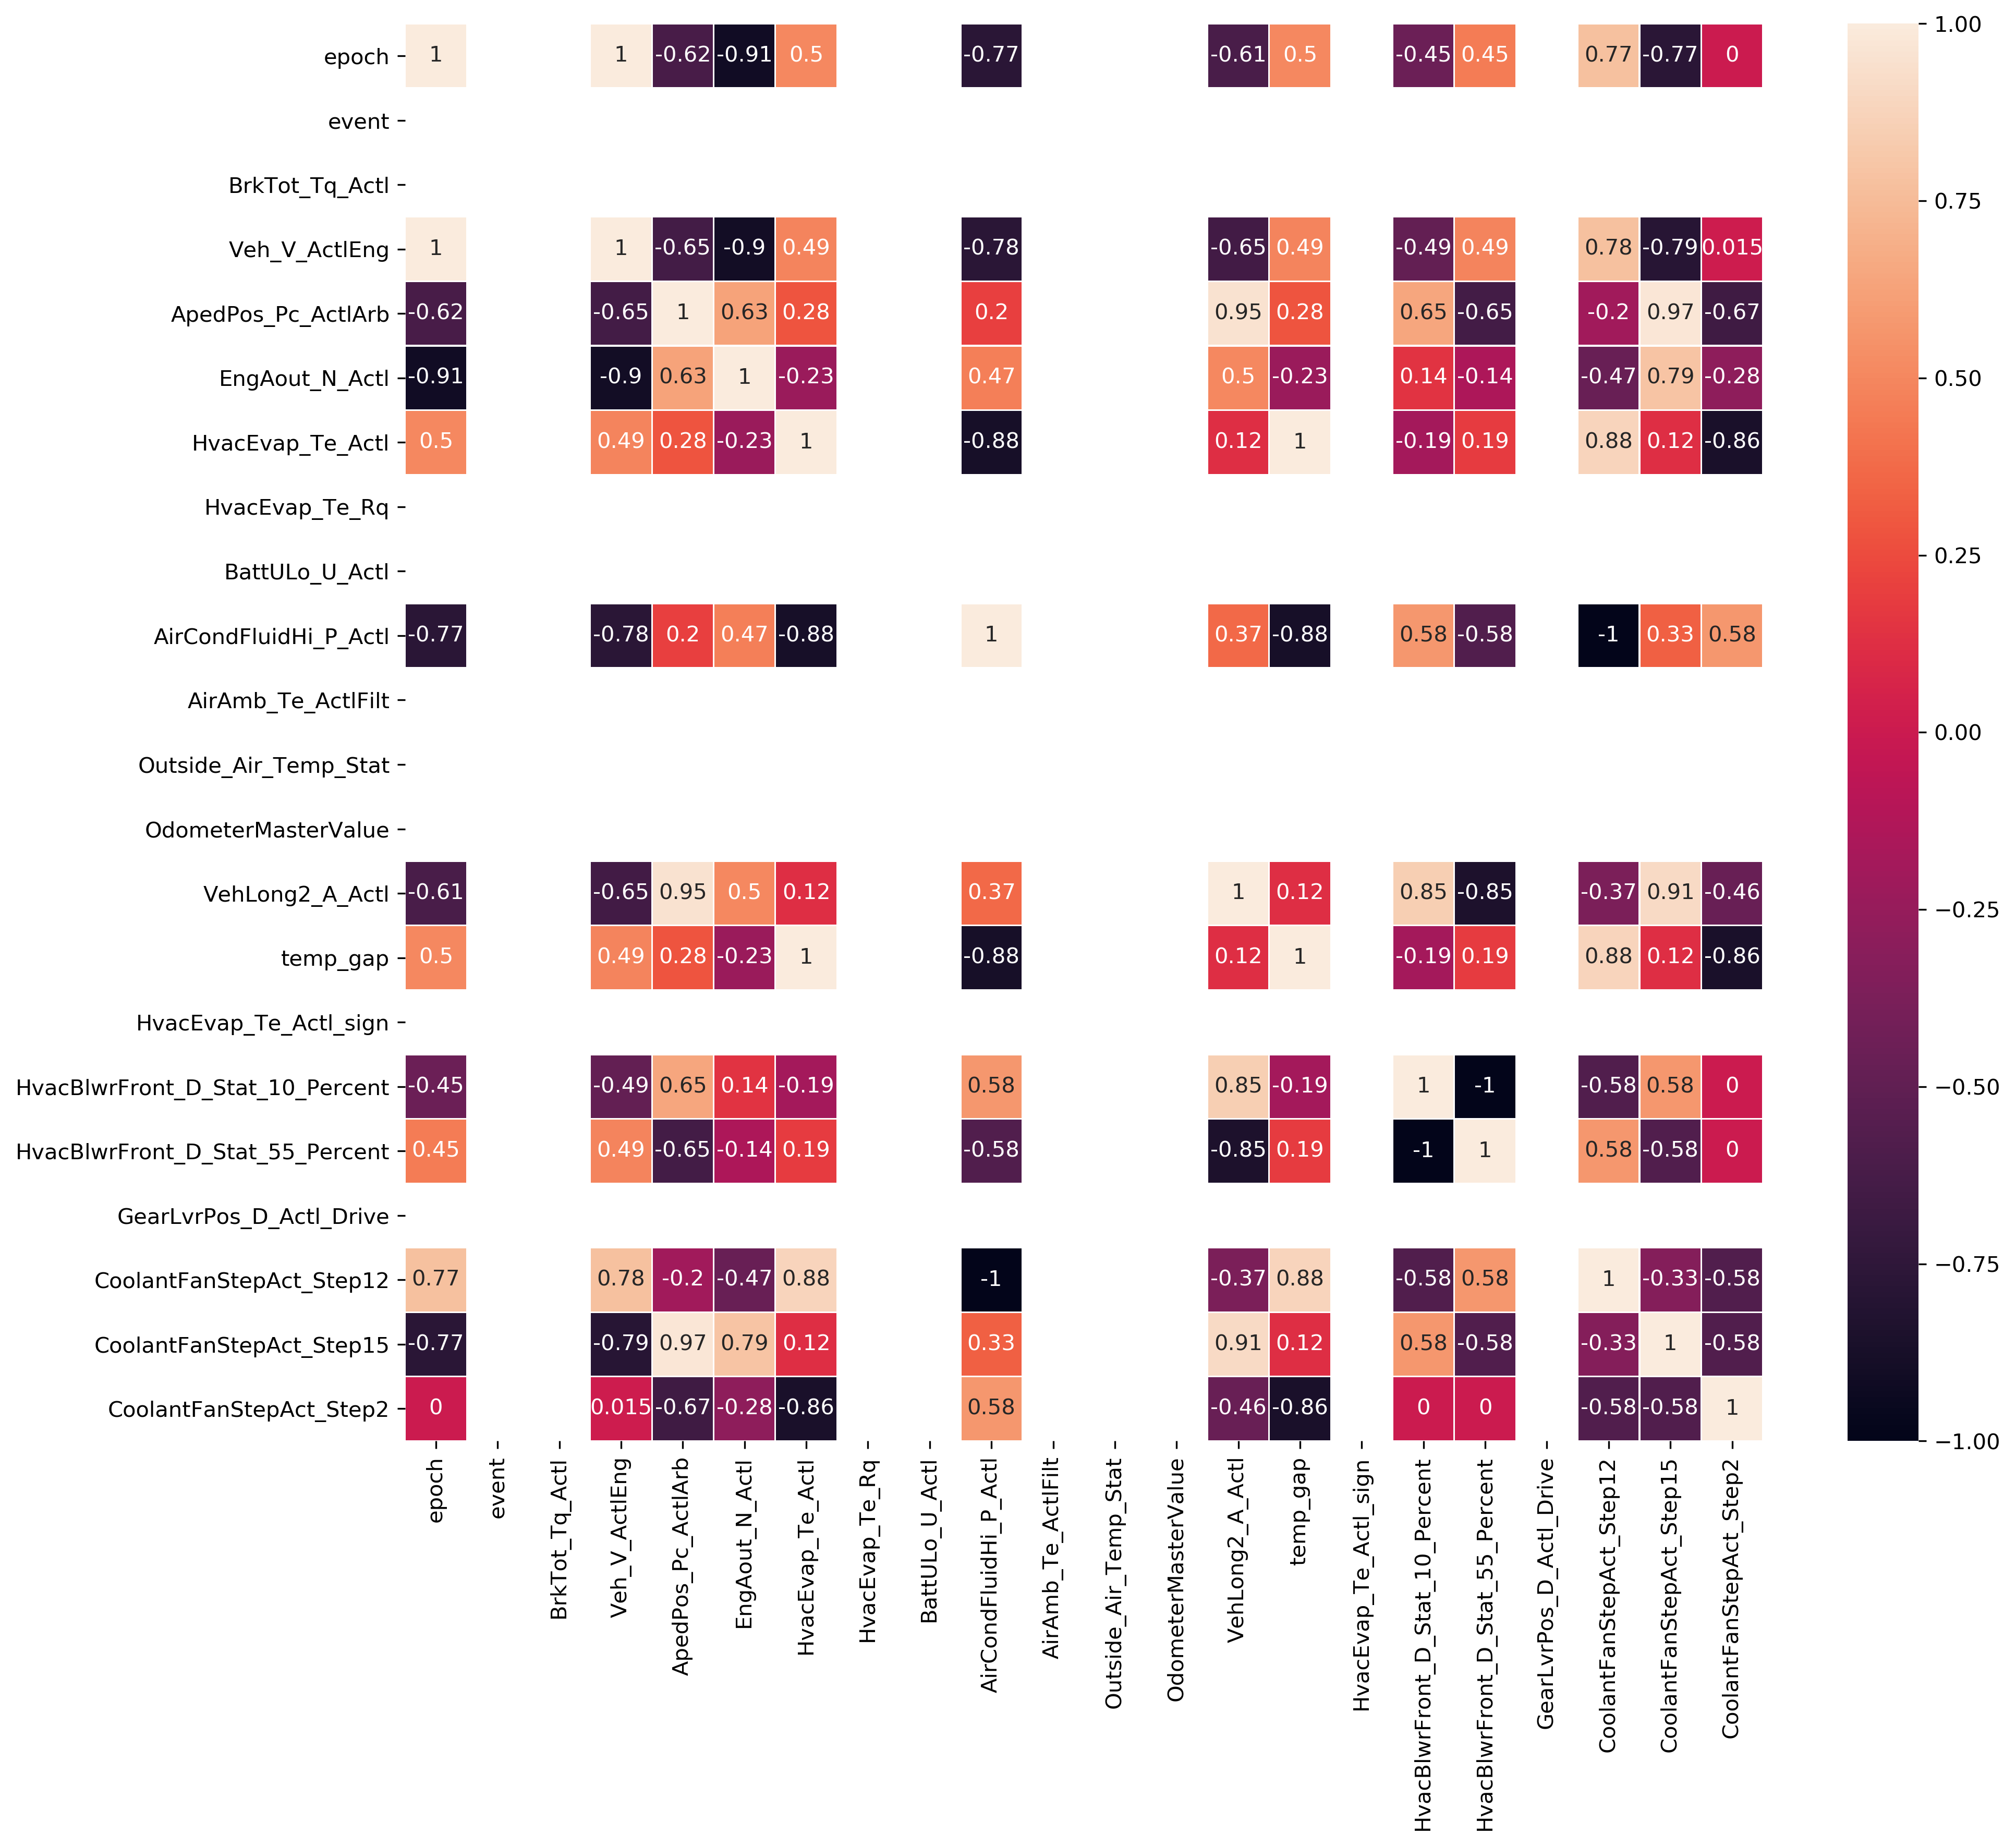 epoch 1 1 -0.62 -0.91 0.5 -0.77 -0.61 0.5 -0.45 0.45 0.77 -0.77 0
event
BrkTot_Tq_Actl
Veh_V_ActlEng 1 1 -0.65 -0.9 0.49 -0.78 -0.65 0.49 -0.49 0.49 0.78 -0.79 0.015
ApedPos_Pc_ActlArb -0.62 -0.65 1 0.63 0.28 0.2 0.95 0.28 0.65 -0.65 -0.2 0.97 -0.67
EngAout_N_Actl -0.91 -0.9 0.63 1 -0.23 0.47 0.5 -0.23 0.14 -0.14 -0.47 0.79 -0.28
HvacEvap_Te_Actl 0.5 0.49 0.28 -0.23 1 -0.88 0.12 1 -0.19 0.19 0.88 0.12 -0.86
HvacEvap_Te_Rq
BattULo_U_Actl
AirCondFluidHi_P_Actl -0.77 -0.78 0.2 0.47 -0.88 1 0.37 -0.88 0.58 -0.58 -1 0.33 0.58
AirAmb_Te_ActlFilt
Outside_Air_Temp_Stat
OdometerMasterValue
VehLong2_A_Actl -0.61 -0.65 0.95 0.5 0.12 0.37 1 0.12 0.85 -0.85 -0.37 0.91 -0.46
temp_gap 0.5 0.49 0.28 -0.23 1 -0.88 0.12 1 -0.19 0.19 0.88 0.12 -0.86
HvacEvap_Te_Actl_sign
HvacBlwrFront_D_Stat_10_Percent -0.45 -0.49 0.65 0.14 -0.19 0.58 0.85 -0.19 1 -1 -0.58 0.58 0
HvacBlwrFront_D_Stat_55_Percent 0.45 0.49 -0.65 -0.14 0.19 -0.58 -0.85 0.19 -1 1 0.58 -0.58 0
GearLvrPos_D_Actl_Drive
CoolantFanStepAct_Step12 0.77 0.78 -0.2 -0.47 0.88 -1 -0.37 0.88 -0.58 0.58 1 -0.33 -0.58
CoolantFanStepAct_Step15 -0.77 -0.79 0.97 0.79 0.12 0.33 0.91 0.12 0.58 -0.58 -0.33 1 -0.58
CoolantFanStepAct_Step2 0 0.015 -0.67 -0.28 -0.86 0.58 -0.46 -0.86 0 0 -0.58 -0.58 1
epoch
event
BrkTot_Tq_Actl
Veh_V_ActlEng
ApedPos_Pc_ActlArb
EngAout_N_Actl
HvacEvap_Te_Actl
HvacEvap_Te_Rq
BattULo_U_Actl
AirCondFluidHi_P_Actl
AirAmb_Te_ActlFilt
Outside_Air_Temp_Stat
OdometerMasterValue
VehLong2_A_Actl
temp_gap
HvacEvap_Te_Actl_sign
HvacBlwrFront_D_Stat_10_Percent
HvacBlwrFront_D_Stat_55_Percent
GearLvrPos_D_Actl_Drive
CoolantFanStepAct_Step12
CoolantFanStepAct_Step15
CoolantFanStepAct_Step2
1.00
0.75
0.50
0.25
0.00
−0.25
−0.50
−0.75
−1.00